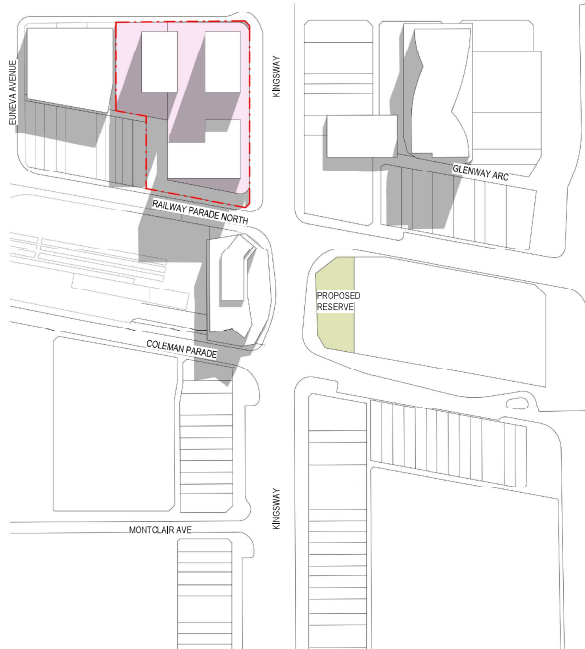 EUNEVA AVENUE
KINGSWAY
GLENWAY ARC
RAILWAY PARADE NORTH
PROPOSED
RESERVE
COLEMAN PARADE
KINGSWAY
MONTCLAIR AVE